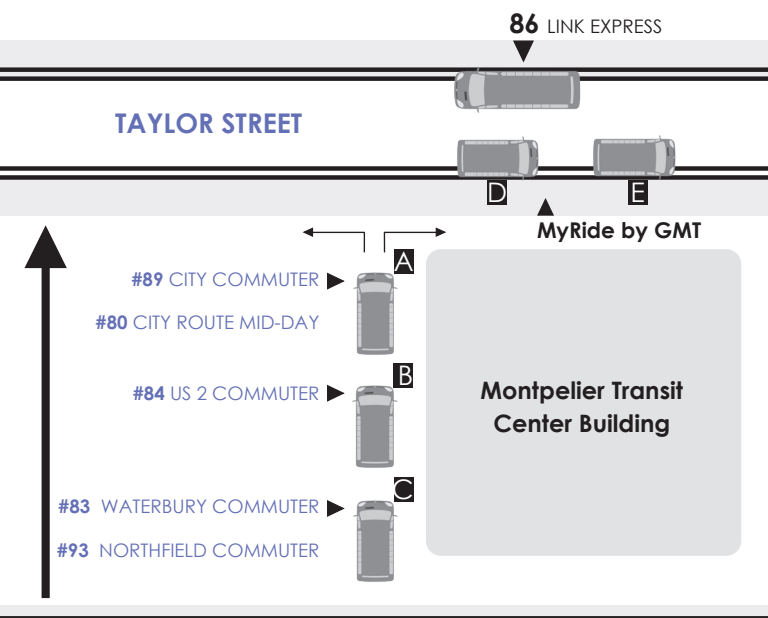 86 LINK EXPRESS
TAYLOR STREET
D
E
MyRide by GMT
A
#89 CITY COMMUTER
#80 CITY ROUTE MID-DAY
B
#84 US 2 COMMUTER
Montpelier Transit
Center Building
C
#83 WATERBURY COMMUTER
#93 NORTHFIELD COMMUTER